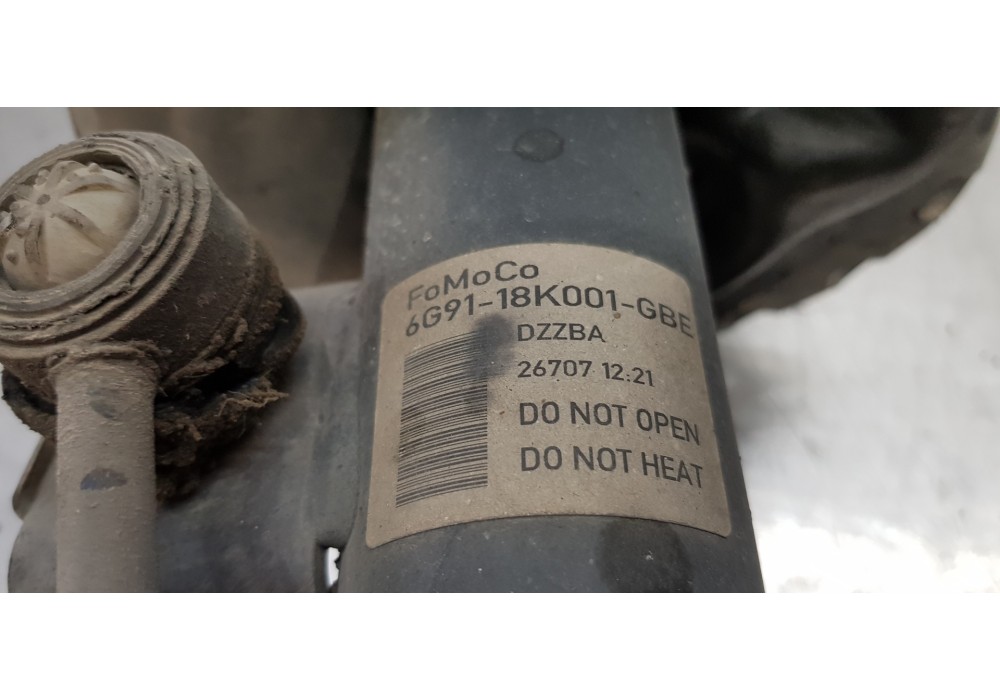 FoMoCo
6G91-18K001-GBE
DZZBA
26707 12:21
DO NOT OPEN
DO NOT HEAT